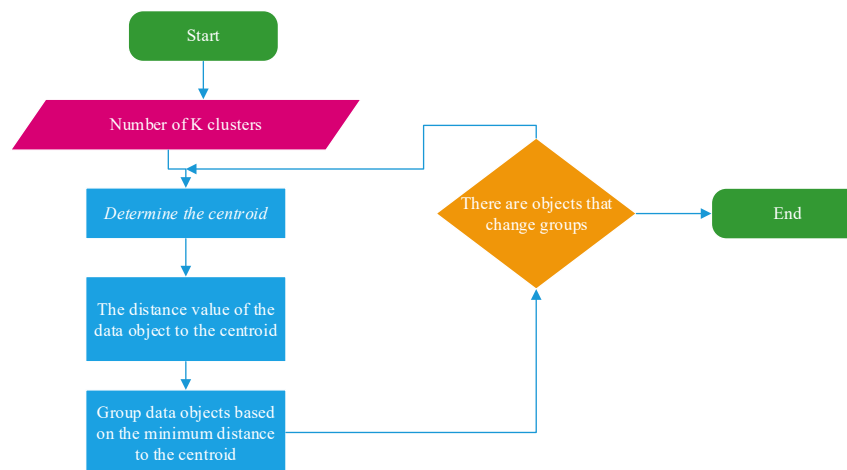 Start
Number of K clusters
Determine the centroid
The distance value of the
data object to the centroid
Group data objects based
on the minimum distance
to the centroid
There are objects that
change groups
End